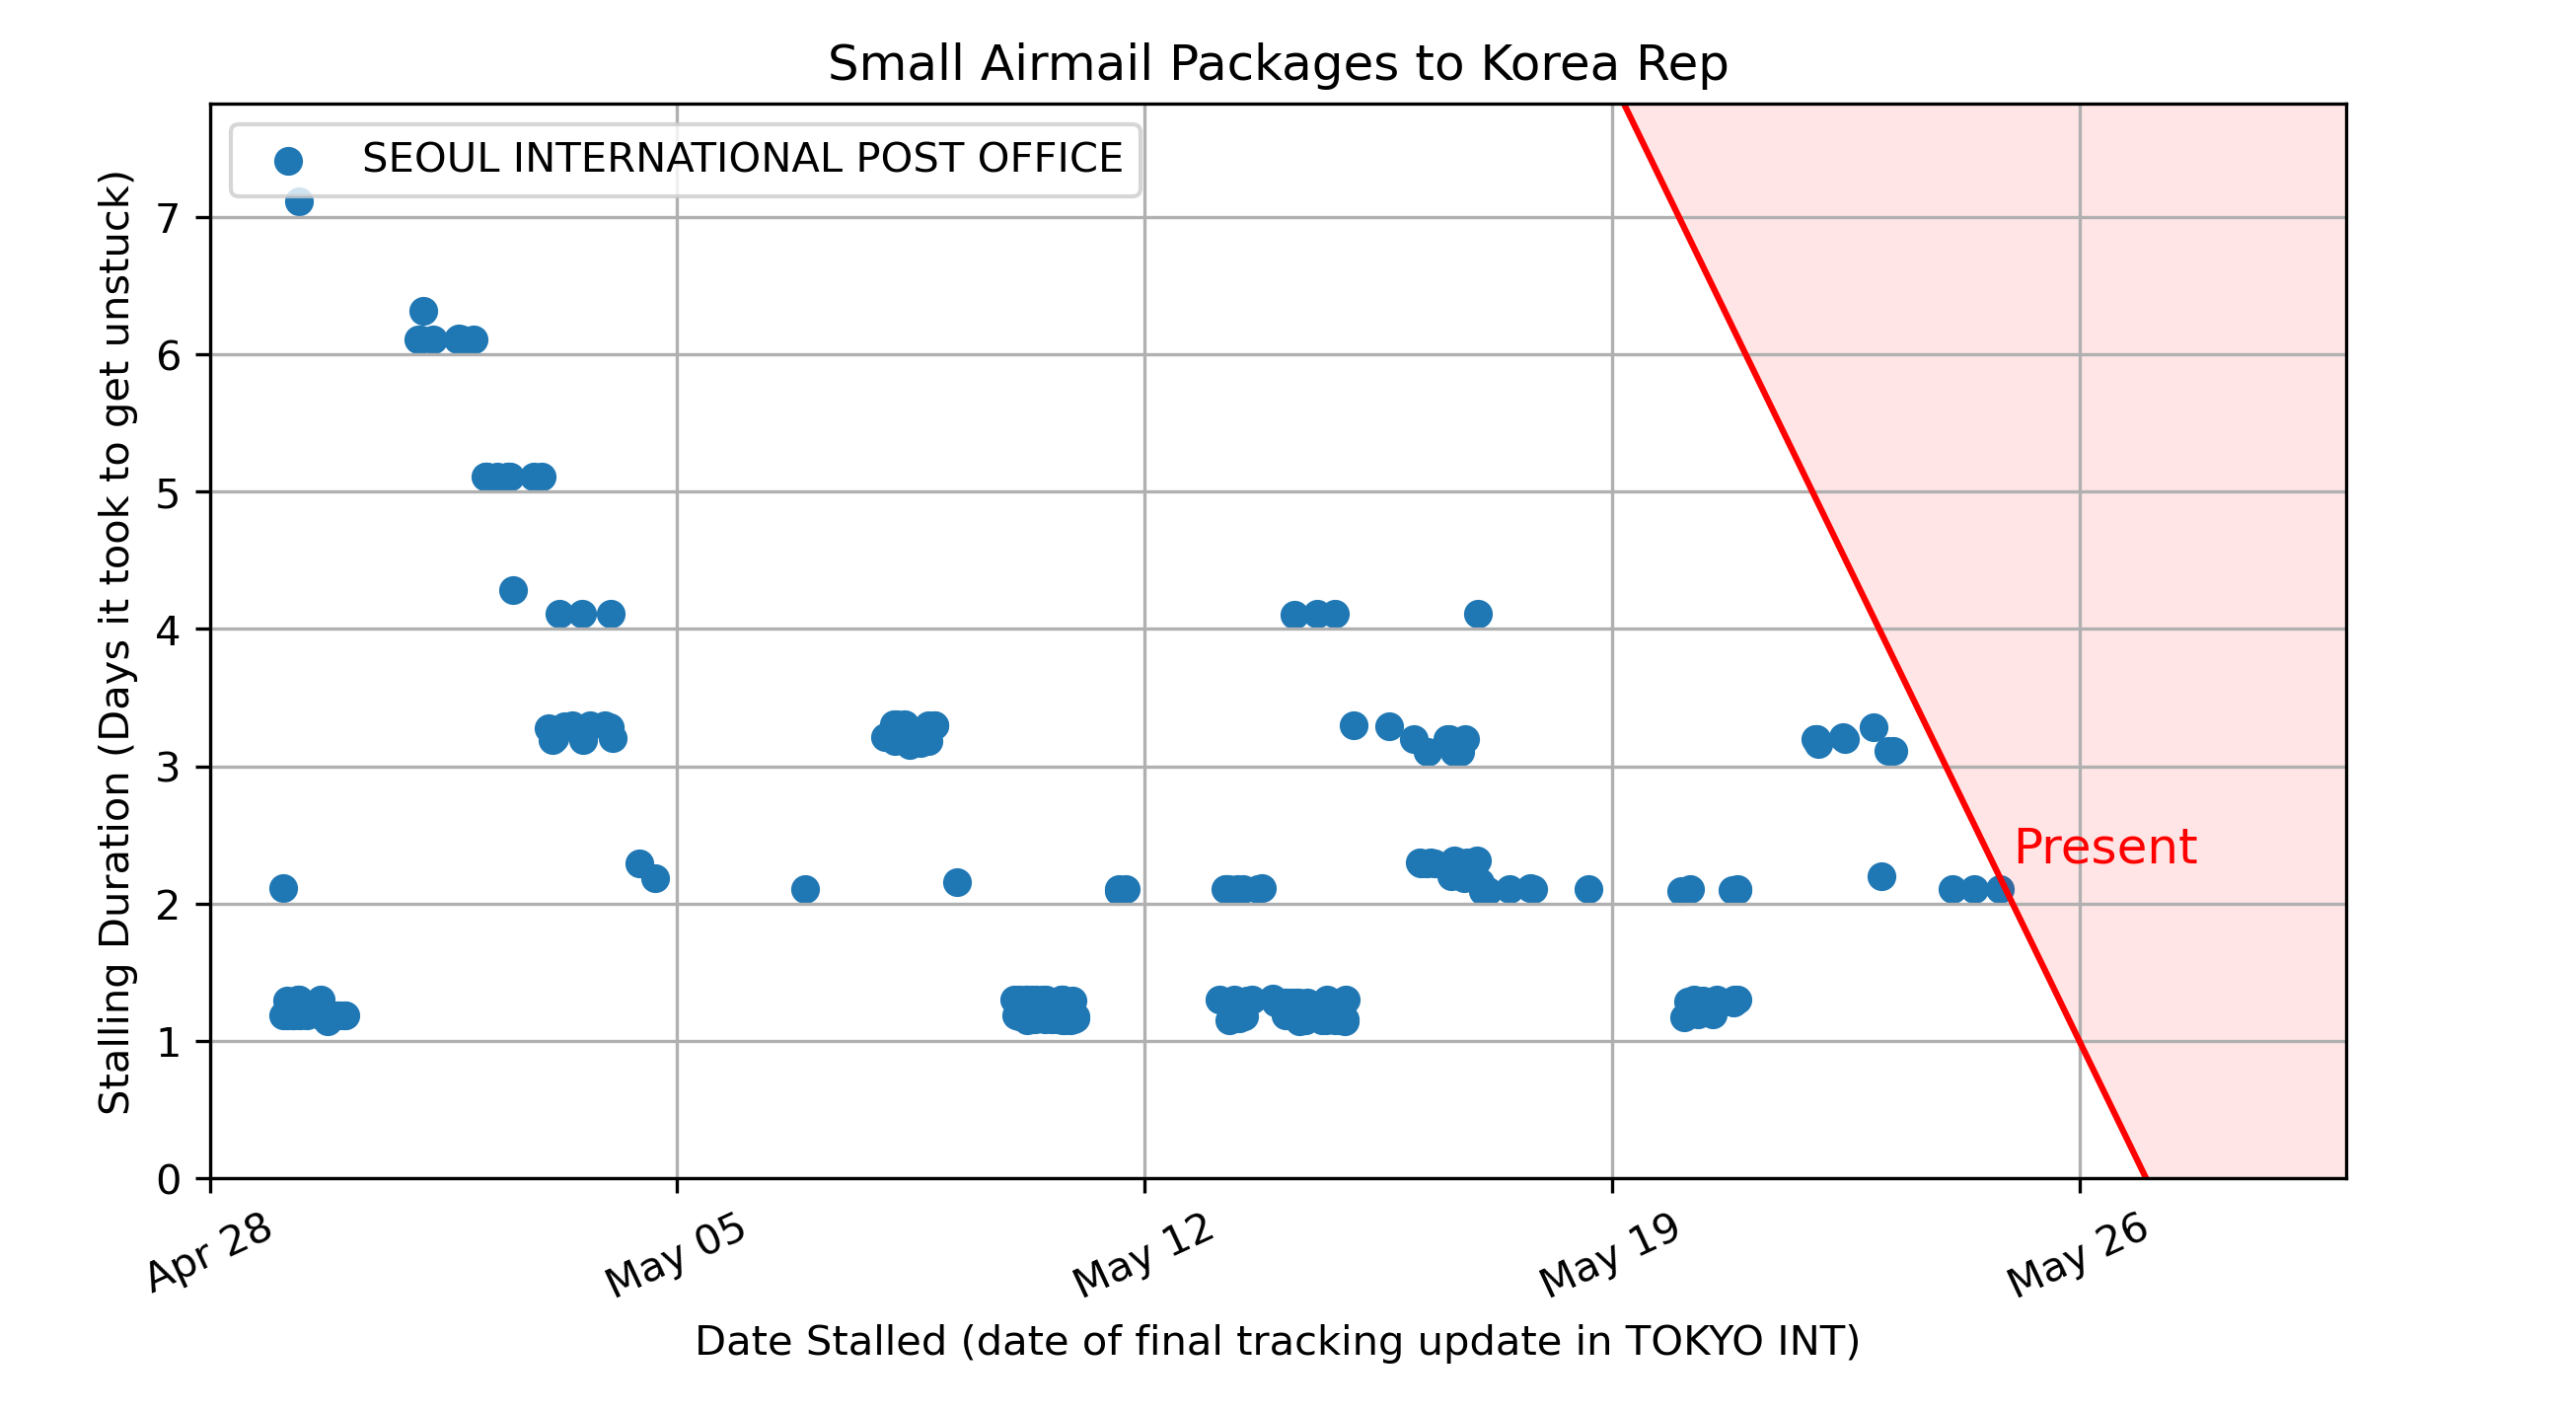 Small Airmail Packages to Korea Rep
SEOUL INTERNATIONAL POST OFFICE
Stalling Duration (Days it took to get unstuck)
7
6
5
4
3
2
1
0
Present
Apr 28
May 05
May 12
May 19
May 26
Date Stalled (date of final tracking update in TOKYO INT)